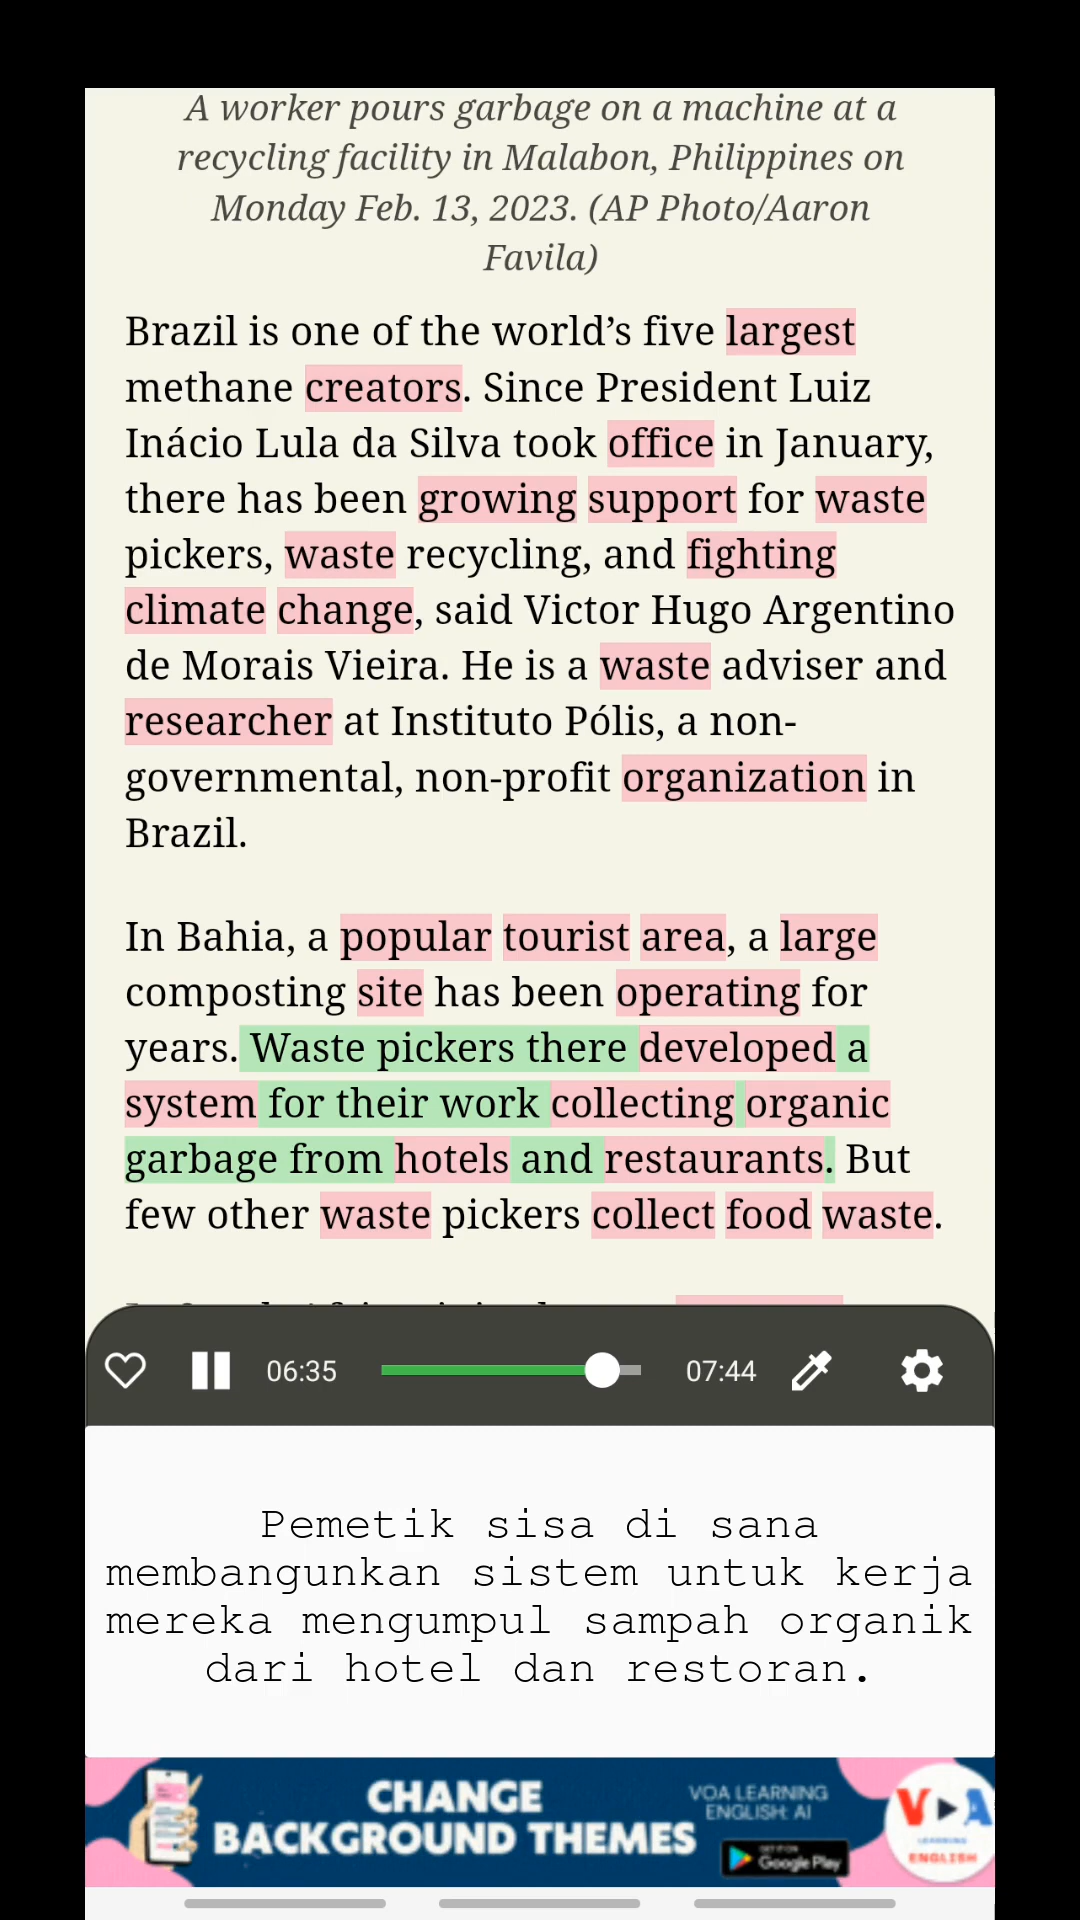 A worker pours garbage on a machine at a
recycling facility in Malabon, Philippines on
Monday Feb. 13, 2023. (AP Photo/Aaron
Favila)
Brazil is one of the world’s five largest
methane creators. Since President Luiz
Inácio Lula da Silva took office in January,
there has been growing support for waste
pickers, waste recycling, and fighting
climate change, said Victor Hugo Argentino
de Morais Vieira. He is a waste adviser and
researcher at Instituto Pólis, a non-
governmental, non-profit organization in
Brazil.
In Bahia, a popular tourist area, a large
composting site has been operating for
years. Waste pickers there developed a
system for their work collecting organic
garbage from hotels and restaurants. But
few other waste pickers collect food waste.
06:35 07:44
Pemetik sisa di sana
membangunkan sistem untuk kerja
mereka mengumpul sampah organik
dari hotel dan restoran.
CHANGE
BACKGROUND THEMES
VOA LEARNING
ENGLISH: AI
GET IT ON
Google Play
VOA
LEARNING
ENGLISH